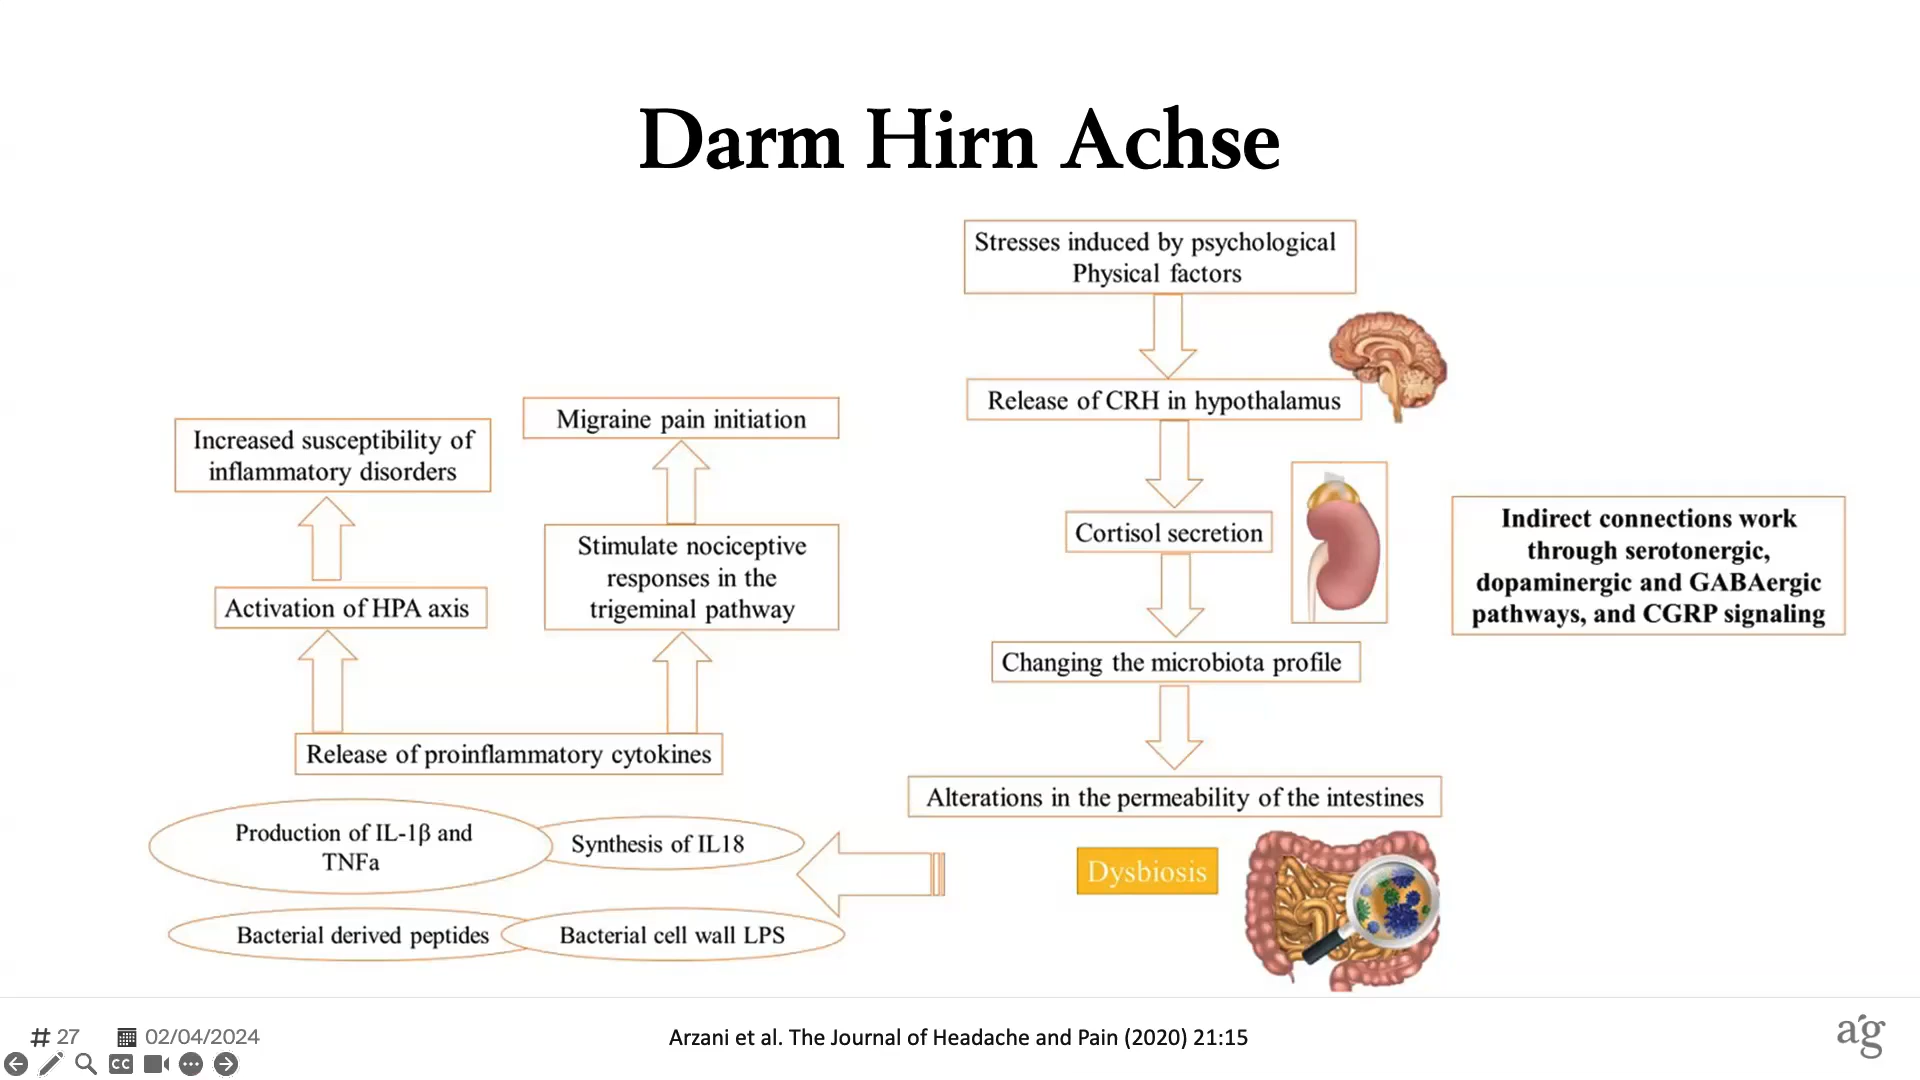 Darm Hirn Achse
Stresses induced by psychological
Physical factors
Release of CRH in hypothalamus
Cortisol secretion
Changing the microbiota profile
Alterations in the permeability of the intestines
Dysbiosis
Indirect connections work
through serotonergic,
dopaminergic and GABAergic
pathways, and CGRP signaling
Migraine pain initiation
Increased susceptibility of
inflammatory disorders
Stimulate nociceptive
responses in the
trigeminal pathway
Activation of HPA axis
Release of proinflammatory cytokines
Production of IL-1β and
TNFa
Synthesis of IL18
Bacterial derived peptides
Bacterial cell wall LPS
# 27
02/04/2024
Arzani et al. The Journal of Headache and Pain (2020) 21:15
a'g
CC